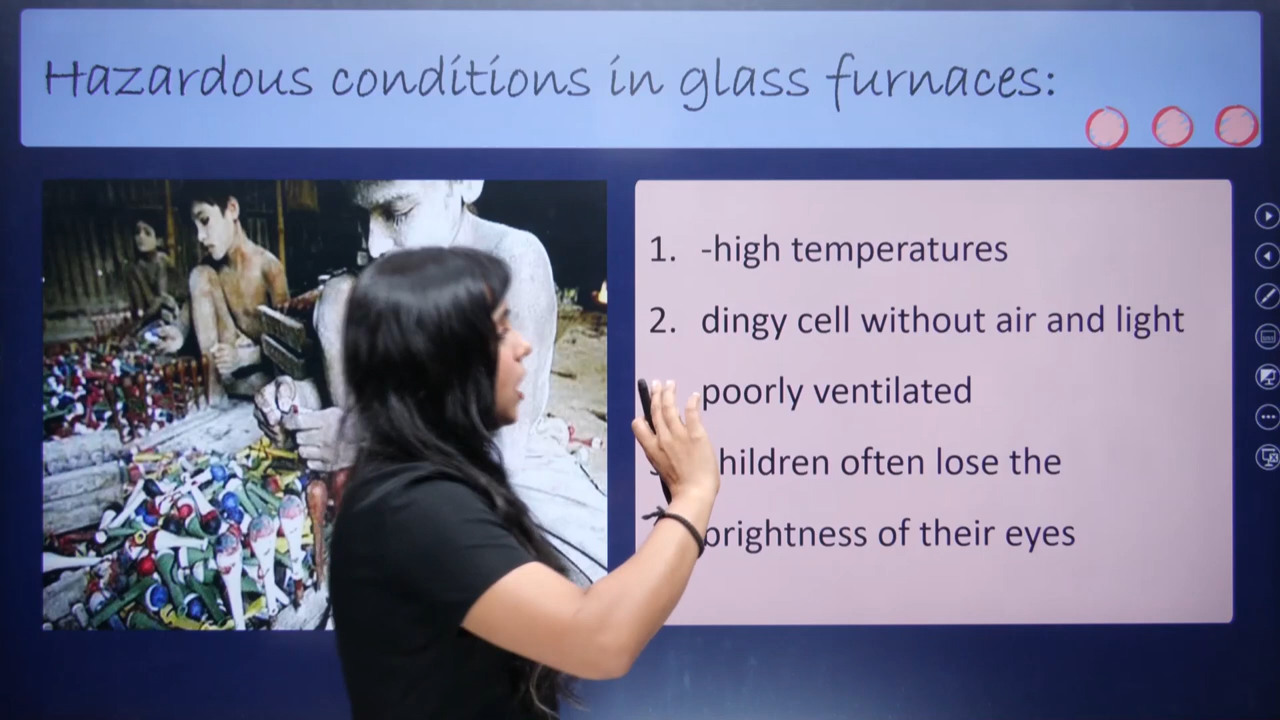 Hazardous conditions in glass furnaces:
1. -high temperatures
2. dingy cell without air and light
poorly ventilated
hildren often lose the
brightness of their eyes